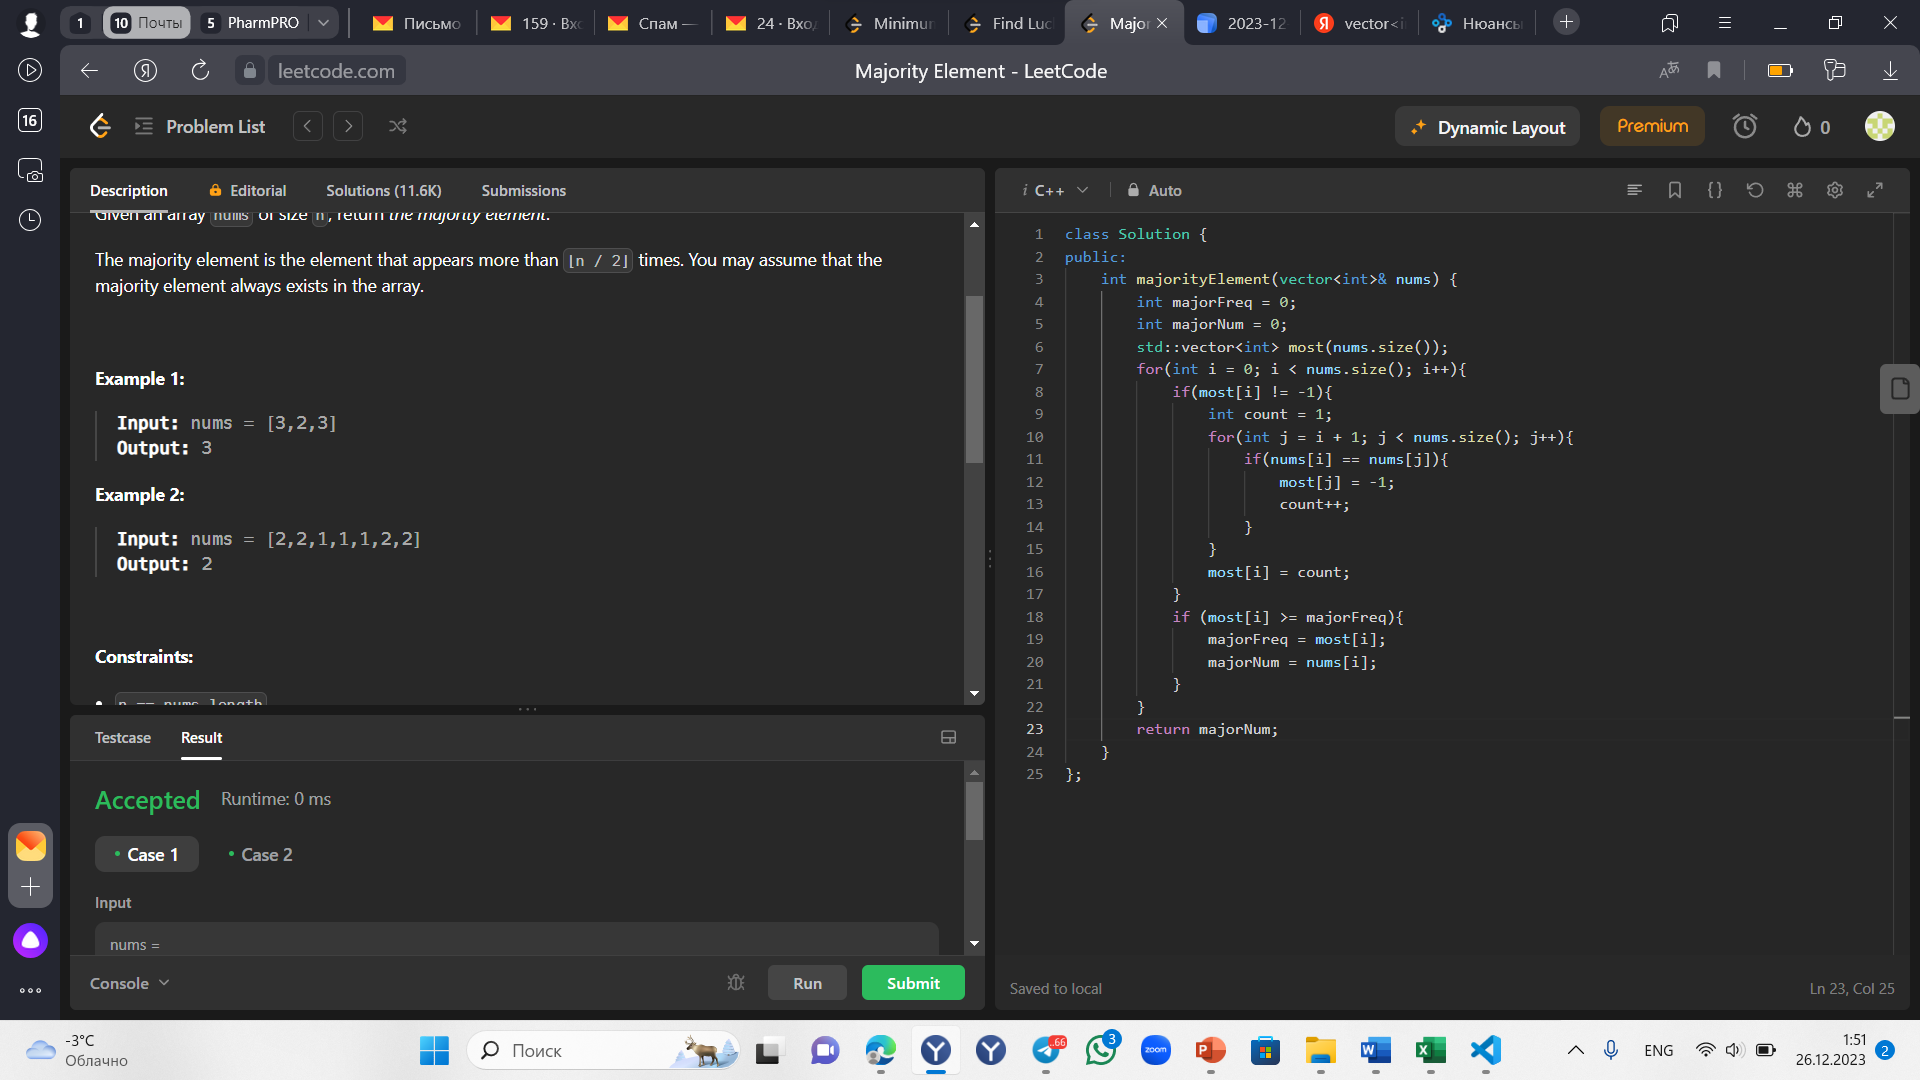 1
10 Почты
5 PharmPRO
Письмо
159 · Вхо
Спам —
24 · Вход
Minimum
Find Luc
Major
2023-12
vector<i
Нюансы
leetcode.com
Majority Element - LeetCode
16
Problem List
Dynamic Layout
Premium
0
Description
Editorial
Solutions (11.6K)
Submissions
Given an array nums of size n, return the majority element.
The majority element is the element that appears more than ⌊n / 2⌋ times. You may assume that the
majority element always exists in the array.
Example 1:
Input: nums = [3,2,3]
Output: 3
Example 2:
Input: nums = [2,2,1,1,1,2,2]
Output: 2
Constraints:
n == nums.length
Testcase
Result
Accepted
Runtime: 0 ms
Case 1
Case 2
Input
nums =
Console
Run
Submit
i C++
Auto
1 class Solution {
2 public:
3 int majorityElement(vector<int>& nums) {
4 int majorFreq = 0;
5 int majorNum = 0;
6 std::vector<int> most(nums.size());
7 for(int i = 0; i < nums.size(); i++){
8 if(most[i] != -1){
9 int count = 1;
10 for(int j = i + 1; j < nums.size(); j++){
11 if(nums[i] == nums[j]){
12 most[j] = -1;
13 count++;
14 }
15 }
16 most[i] = count;
17 }
18 if (most[i] >= majorFreq){
19 majorFreq = most[i];
20 majorNum = nums[i];
21 }
22 }
23 return majorNum;
24 }
25 };
Saved to local
Ln 23, Col 25
-3°C
Облачно
Поиск
..66
3
zoom
ENG
1:51
26.12.2023
2